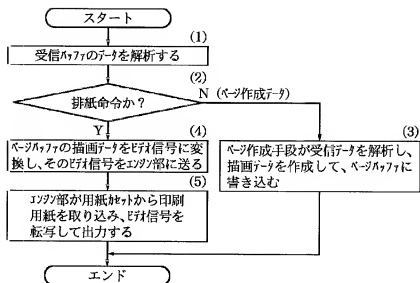 スタート
(1)
受信バッファのデータを解析する
(2)
排紙命令か?
N (ページ作成データ)
Y
(4)
ページバッファの描画データをビデオ信号に変
換し、そのビデオ信号をエンジン部に送る
(3)
ページ作成手段が受信データを解析し、
描画データを作成して、ページバッファに
書き込む
(5)
エンジン部が用紙カセットから印刷
用紙を取り込み、ビデオ信号を
転写して出力する
エンド